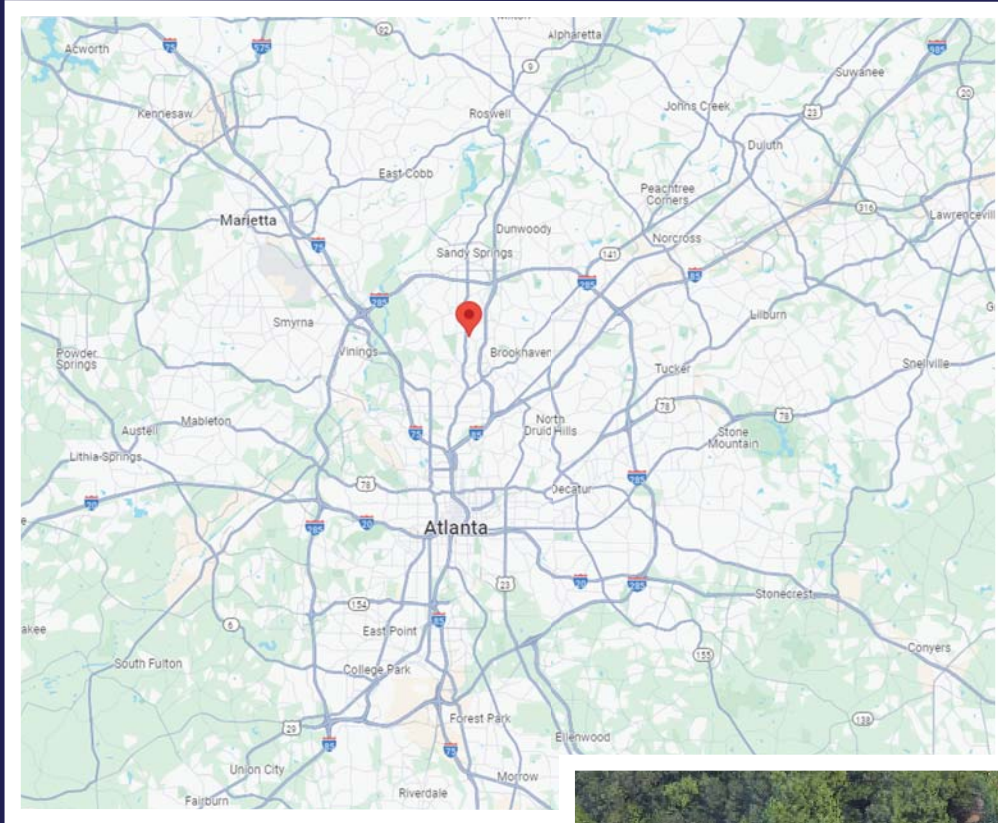 92
Alpharetta
575
75
Acworth
985
9
Suwanee
20
Kennesaw
Roswell
Johns Creek
23
Duluth
East Cobb
Peachtree
Corners
316
Marietta
Lawrenceville
Dunwoody
75
Norcross
Sandy Springs
141
85
285
285
Lilburn
Smyrna
Vinings
Brookhaven
Powder
Springs
Snellville
Tucker
78
78
Mableton
North
Druid Hills
Austell
75
85
Stone
Mountain
Lithia-Springs
285
78
Decatur
20
20
285
Atlanta
23
20
285
Stonecrest
154
85
6
East Point
akee
155
Conyers
South Fulton
College Park
138
Forest Park
29
Ellenwood
85
75
Union City
Morrow
Riverdale
Fairburn